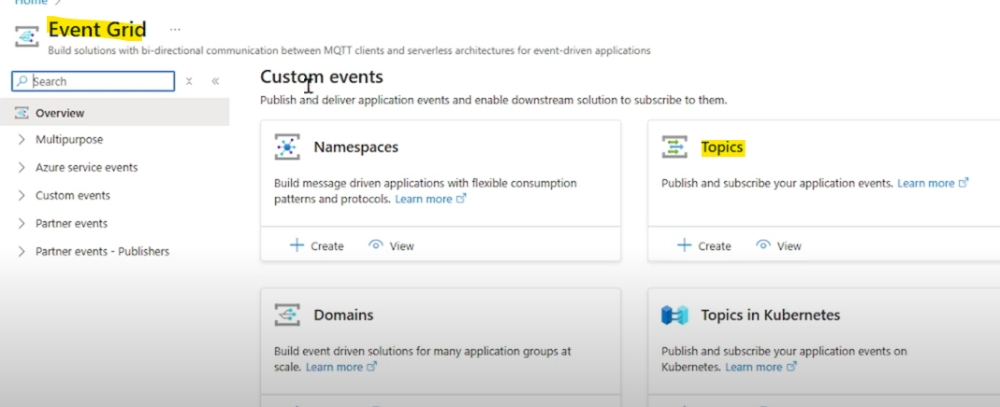 Home
Event Grid ...
Build solutions with bi-directional communication between MQTT clients and serverless architectures for event-driven applications
Search
Overview
Multipurpose
Azure service events
Custom events
Partner events
Partner events - Publishers
Custom events
Publish and deliver application events and enable downstream solution to subscribe to them.
Namespaces
Build message driven applications with flexible consumption
patterns and protocols. Learn more
Create View
Topics
Publish and subscribe your application events. Learn more
Create View
Domains
Build event driven solutions for many application groups at
scale. Learn more
Topics in Kubernetes
Publish and subscribe your application events on
Kubernetes. Learn more